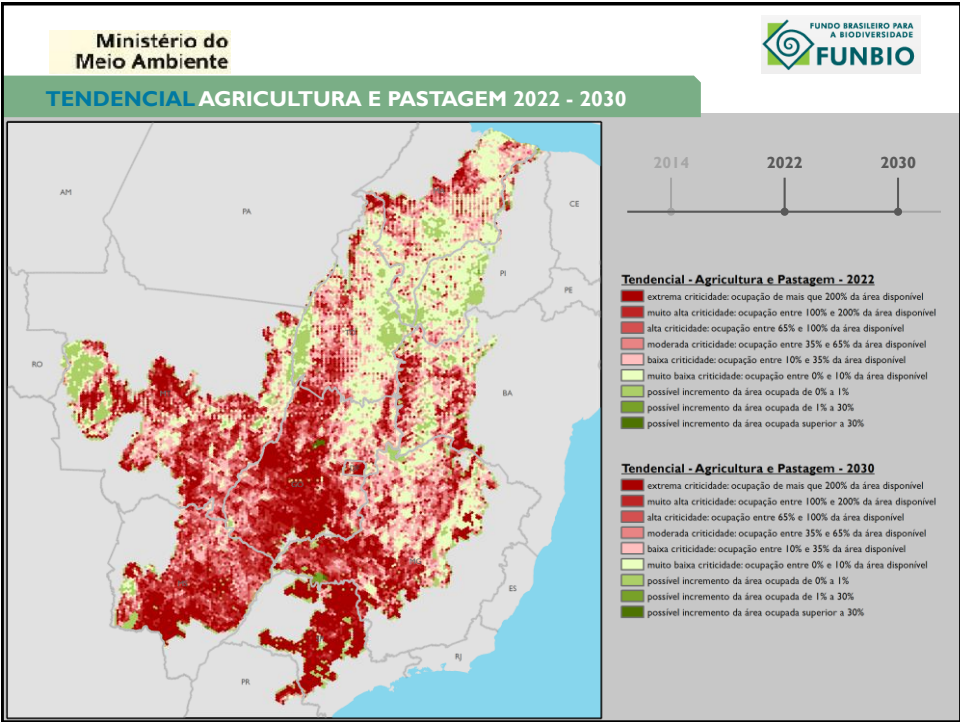 Ministério do
Meio Ambiente
FUNDO BRASILEIRO PARA
A BIODIVERSIDADE
FUNBIO
TENDENCIAL AGRICULTURA E PASTAGEM 2022 - 2030
2014 2022 2030
AM
PA
CE
PI
PE
RO
BA
ES
RJ
PR
Tendencial - Agricultura e Pastagem - 2022
extrema criticidade: ocupação de mais que 200% da área disponível
muito alta criticidade: ocupação entre 100% e 200% da área disponível
alta criticidade: ocupação entre 65% e 100% da área disponível
moderada criticidade: ocupação entre 35% e 65% da área disponível
baixa criticidade: ocupação entre 10% e 35% da área disponível
muito baixa criticidade: ocupação entre 0% e 10% da área disponível
possível incremento da área ocupada de 0% a 1%
possível incremento da área ocupada de 1% a 30%
possível incremento da área ocupada superior a 30%
Tendencial - Agricultura e Pastagem - 2030
extrema criticidade: ocupação de mais que 200% da área disponível
muito alta criticidade: ocupação entre 100% e 200% da área disponível
alta criticidade: ocupação entre 65% e 100% da área disponível
moderada criticidade: ocupação entre 35% e 65% da área disponível
baixa criticidade: ocupação entre 10% e 35% da área disponível
muito baixa criticidade: ocupação entre 0% e 10% da área disponível
possível incremento da área ocupada de 0% a 1%
possível incremento da área ocupada de 1% a 30%
possível incremento da área ocupada superior a 30%